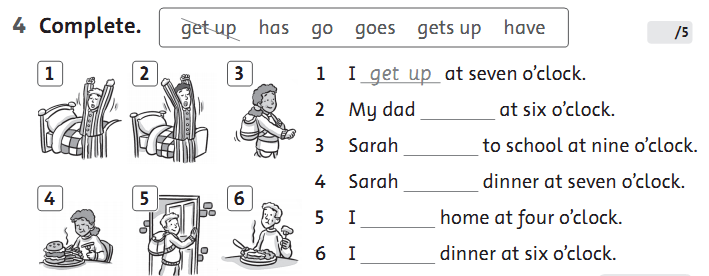 4 Complete. get up has go goes gets up have
/5
1 2 3
1 I get up at seven o'clock.
2 My dad ________ at six o'clock.
3 Sarah ________ to school at nine o'clock.
4 Sarah ________ dinner at seven o'clock.
4 5 6
5 I ________ home at four o'clock.
6 I ________ dinner at six o'clock.